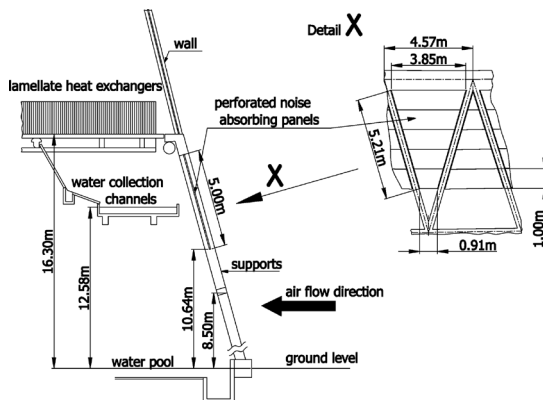 wall
lamellate heat exchangers
perforated noise
absorbing panels
water collection
channels
5.00m
X
supports
air flow direction
16.30m
12.58m
10.64m
8.50m
water pool
ground level
Detail X
4.57m
3.85m
5.21m
0.91m
1.00m